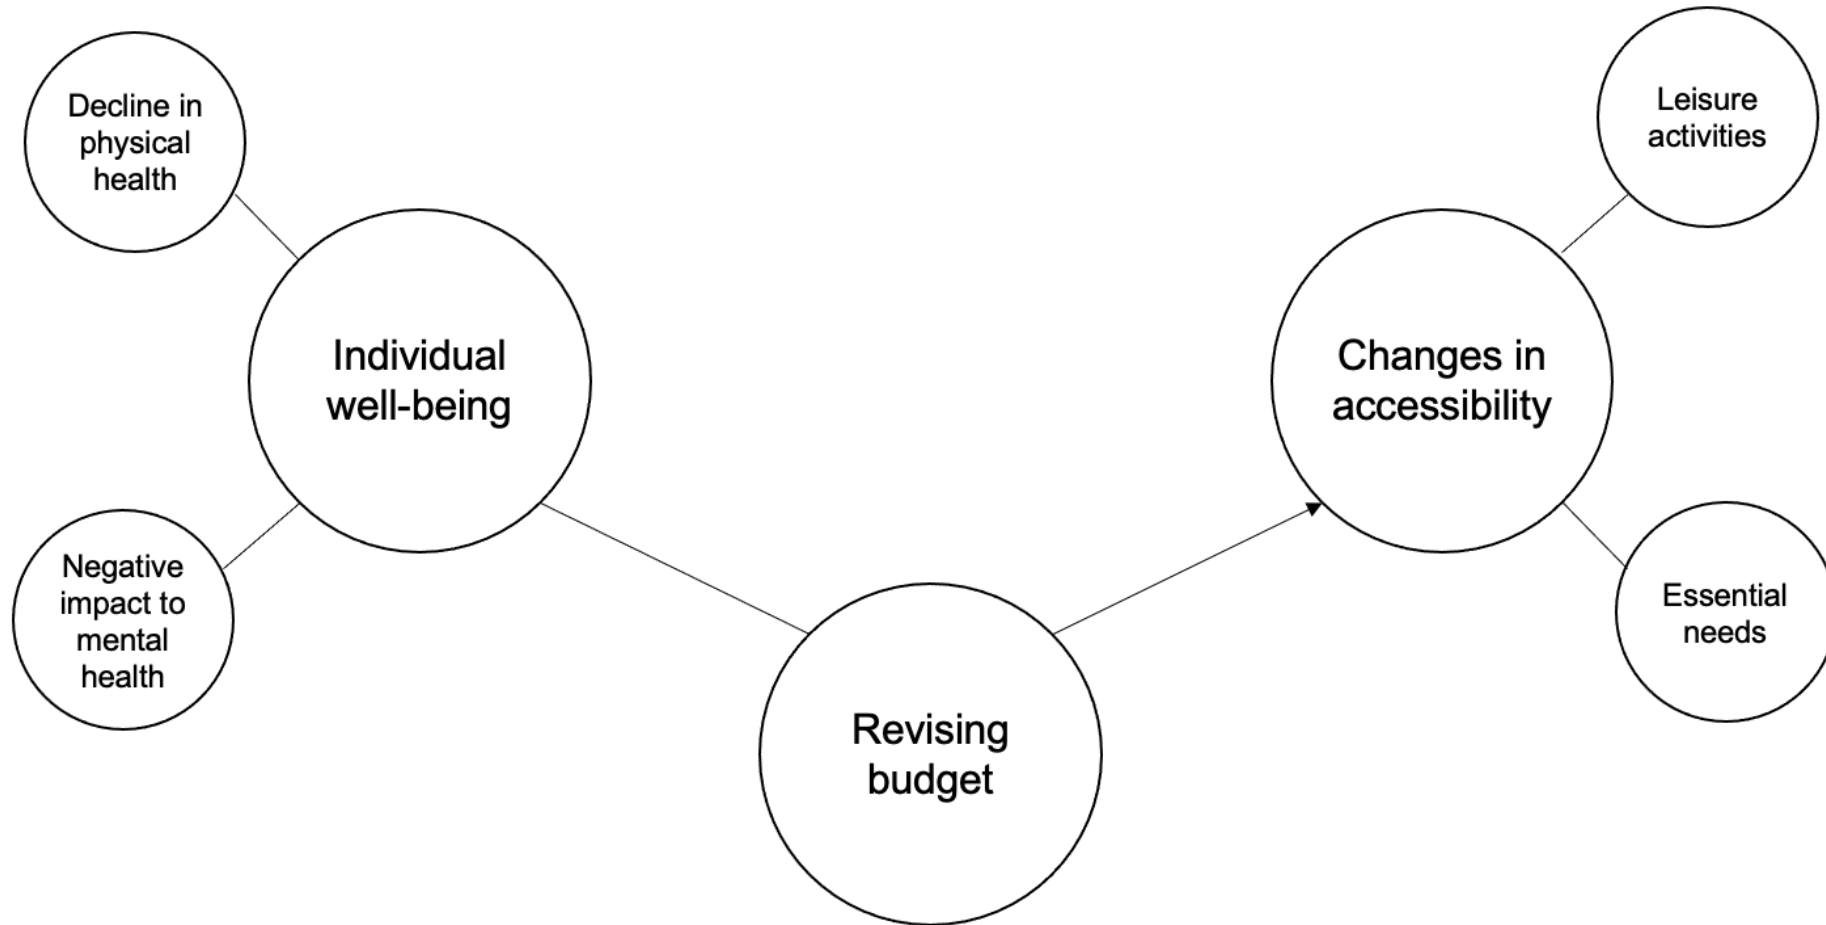 Decline in
physical
health
Individual
well-being
Negative
impact to
mental
health
Revising
budget
Changes in
accessibility
Leisure
activities
Essential
needs